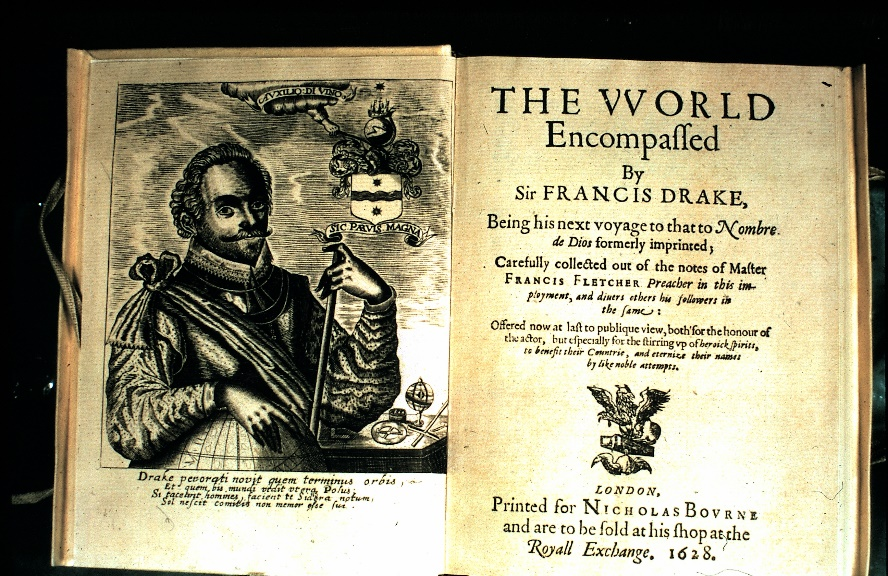 AVXILIO DIVINO
SIC PARVIS MAGNA
Drake perorati novit quem terminus orbis,
Et quem bis mundi vidit uterq Polus
Si taceant homines, facient te Sidera notum,
Sol nescit comitis non memor esse sui.
THE VVORLD
Encompaſſed
By
Sir FRANCIS DRAKE,
Being his next voyage to that to Nombre
de Dios formerly imprinted;
Carefully collected out of the notes of Maſter
FRANCIS FLETCHER Preacher in this im-
ployment, and diuers others his followers in
the ſame:
Offered now at laſt to publique view, both for the honour of
the actor, but eſpecially for the ſtirring vp of heroick ſpirits,
to benefit their Countrie, and eternize their names
by like noble attempts.
LONDON,
Printed for NICHOLAS BOVRNE
and are to be ſold at his ſhop at the
Royall Exchange. 1628.